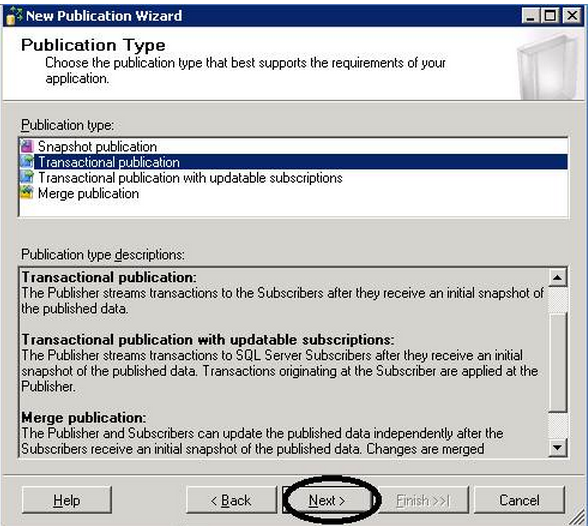 New Publication Wizard
Publication Type
Choose the publication type that best supports the requirements of your
application.
Publication type:
Snapshot publication
Transactional publication
Transactional publication with updatable subscriptions
Merge publication
Publication type descriptions:
Transactional publication:
The Publisher streams transactions to the Subscribers after they receive an initial snapshot of
the published data.
Transactional publication with updatable subscriptions:
The Publisher streams transactions to SQL Server Subscribers after they receive an initial
snapshot of the published data. Transactions originating at the Subscriber are applied at the
Publisher.
Merge publication:
The Publisher and Subscribers can update the published data independently after the
Subscribers receive an initial snapshot of the published data. Changes are merged
Help
< Back
Next >
Finish >>|
Cancel